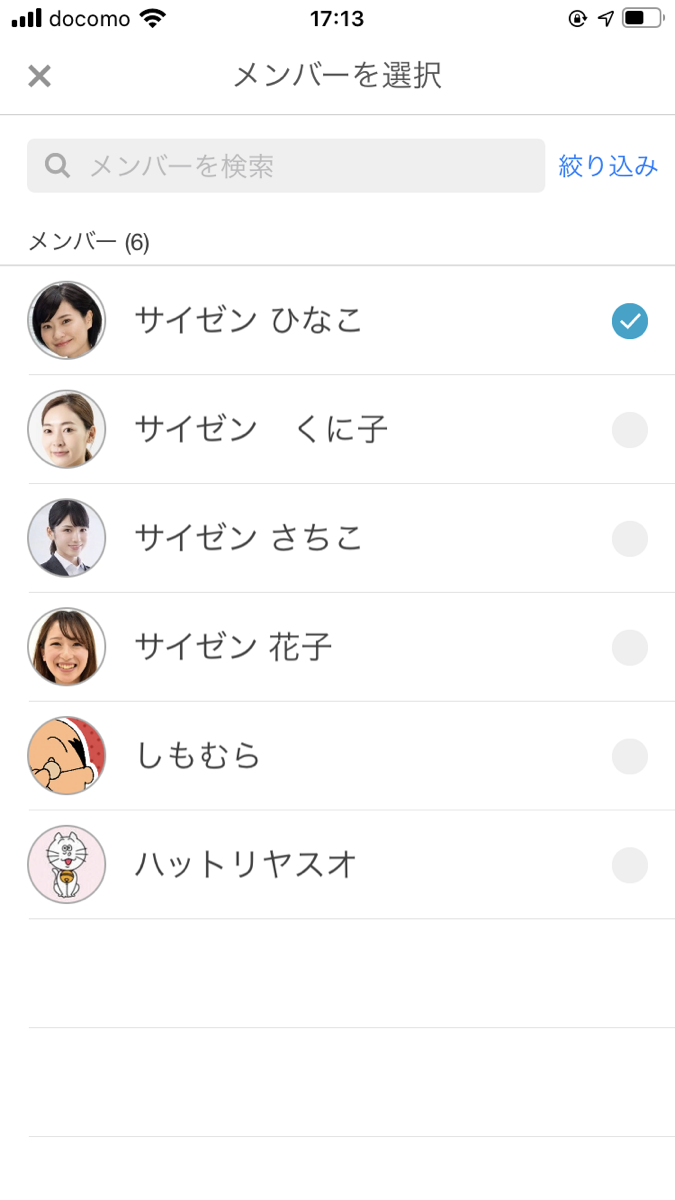 docomo 17:13
メンバーを選択
メンバーを検索 絞り込み
メンバー (6)
サイゼン ひなこ
サイゼン　くに子
サイゼン さちこ
サイゼン 花子
しもむら
ハットリヤスオ